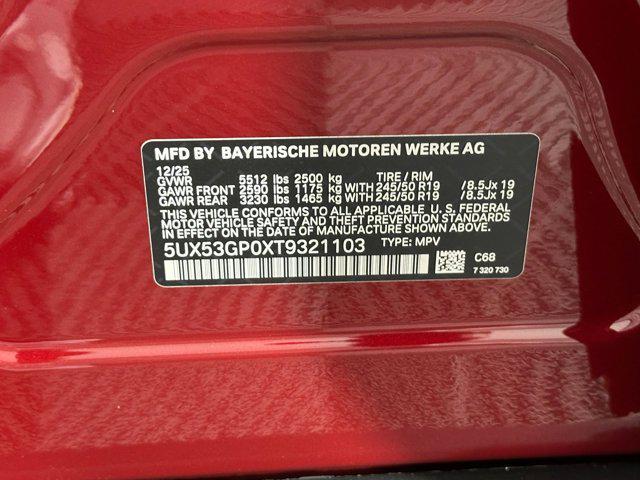 MFD BY BAYERISCHE MOTOREN WERKE AG
12/25
GVWR 5512 lbs 2500 kg TIRE / RIM
GAWR FRONT 2590 lbs 1175 kg WITH 245/50 R19 /8.5Jx 19
GAWR REAR 3230 lbs 1465 kg WITH 245/50 R19 /8.5Jx 19
THIS VEHICLE CONFORMS TO ALL APPLICABLE U. S. FEDERAL
MOTOR VEHICLE SAFETY, BUMPER, AND THEFT PREVENTION
STANDARDS IN EFFECT ON THE DATE OF MANUFACTURE SHOWN ABOVE.
5UX53GP0XT9321103 TYPE: MPV
C68
7 320 730